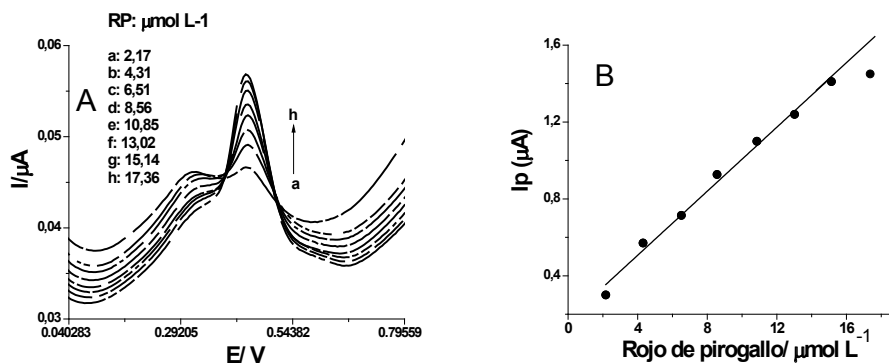 RP: µmol L-1
a: 2,17
b: 4,31
c: 6,51
d: 8,56
e: 10,85
f: 13,02
g: 15,14
h: 17,36
A
h
a
0,06
0,05
0,04
0,03
I/µA
0.040283 0.29205 0.54382 0.79559
E/ V
B
1,6
1,2
0,8
0,4
Ip (µA)
0 4 8 12 16
Rojo de pirogallo/ µmol L-1